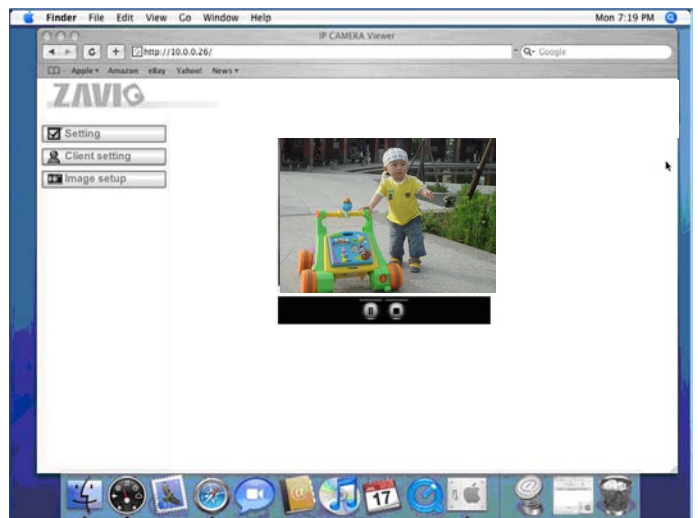 Finder File Edit View Go Window Help Mon 7:19 PM
IP CAMERA Viewer
http://10.0.0.26/ Google
Apple Amazon eBay Yahoo! News
ZAVIO
Setting
Client setting
Image setup
17